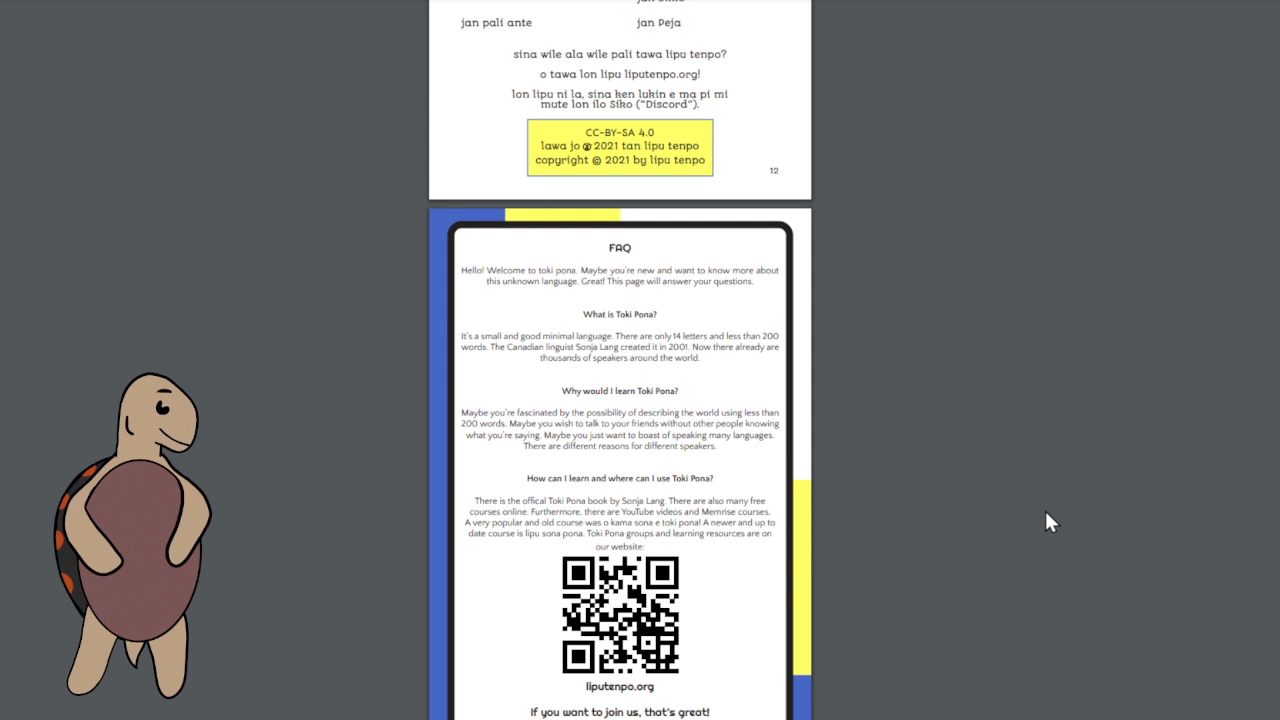 jan pali ante
jan Peja
sina wile ala wile pali tawa lipu tenpo?
o tawa lon lipu liputenpo.org!
lon lipu ni la, sina ken lukin e ma pi mi
mute lon ilo Siko ("Discord").
CC-BY-SA 4.0
lawa jo 2021 tan lipu tenpo
copyright © 2021 by lipu tenpo
12
FAQ
Hello! Welcome to toki pona. Maybe you're new and want to know more about
this unknown language. Great! This page will answer your questions.
What is Toki Pona?
It's a small and good minimal language. There are only 14 letters and less than 200
words. The Canadian linguist Sonja Lang created it in 2001. Now there already are
thousands of speakers around the world.
Why would I learn Toki Pona?
Maybe you're fascinated by the possibility of describing the world using less than
200 words. Maybe you wish to talk to your friends without other people knowing
what you're saying. Maybe you just want to boast of speaking many languages.
There are different reasons for different speakers.
How can I learn and where can I use Toki Pona?
There is the offical Toki Pona book by Sonja Lang. There are also many free
courses online. Furthermore, there are YouTube videos and Memrise courses.
A very popular and old course was o kama sona e toki pona! A newer and up to
date course is lipu sona pona. Toki Pona groups and learning resources are on
our website:
liputenpo.org
If you want to join us, that's great!